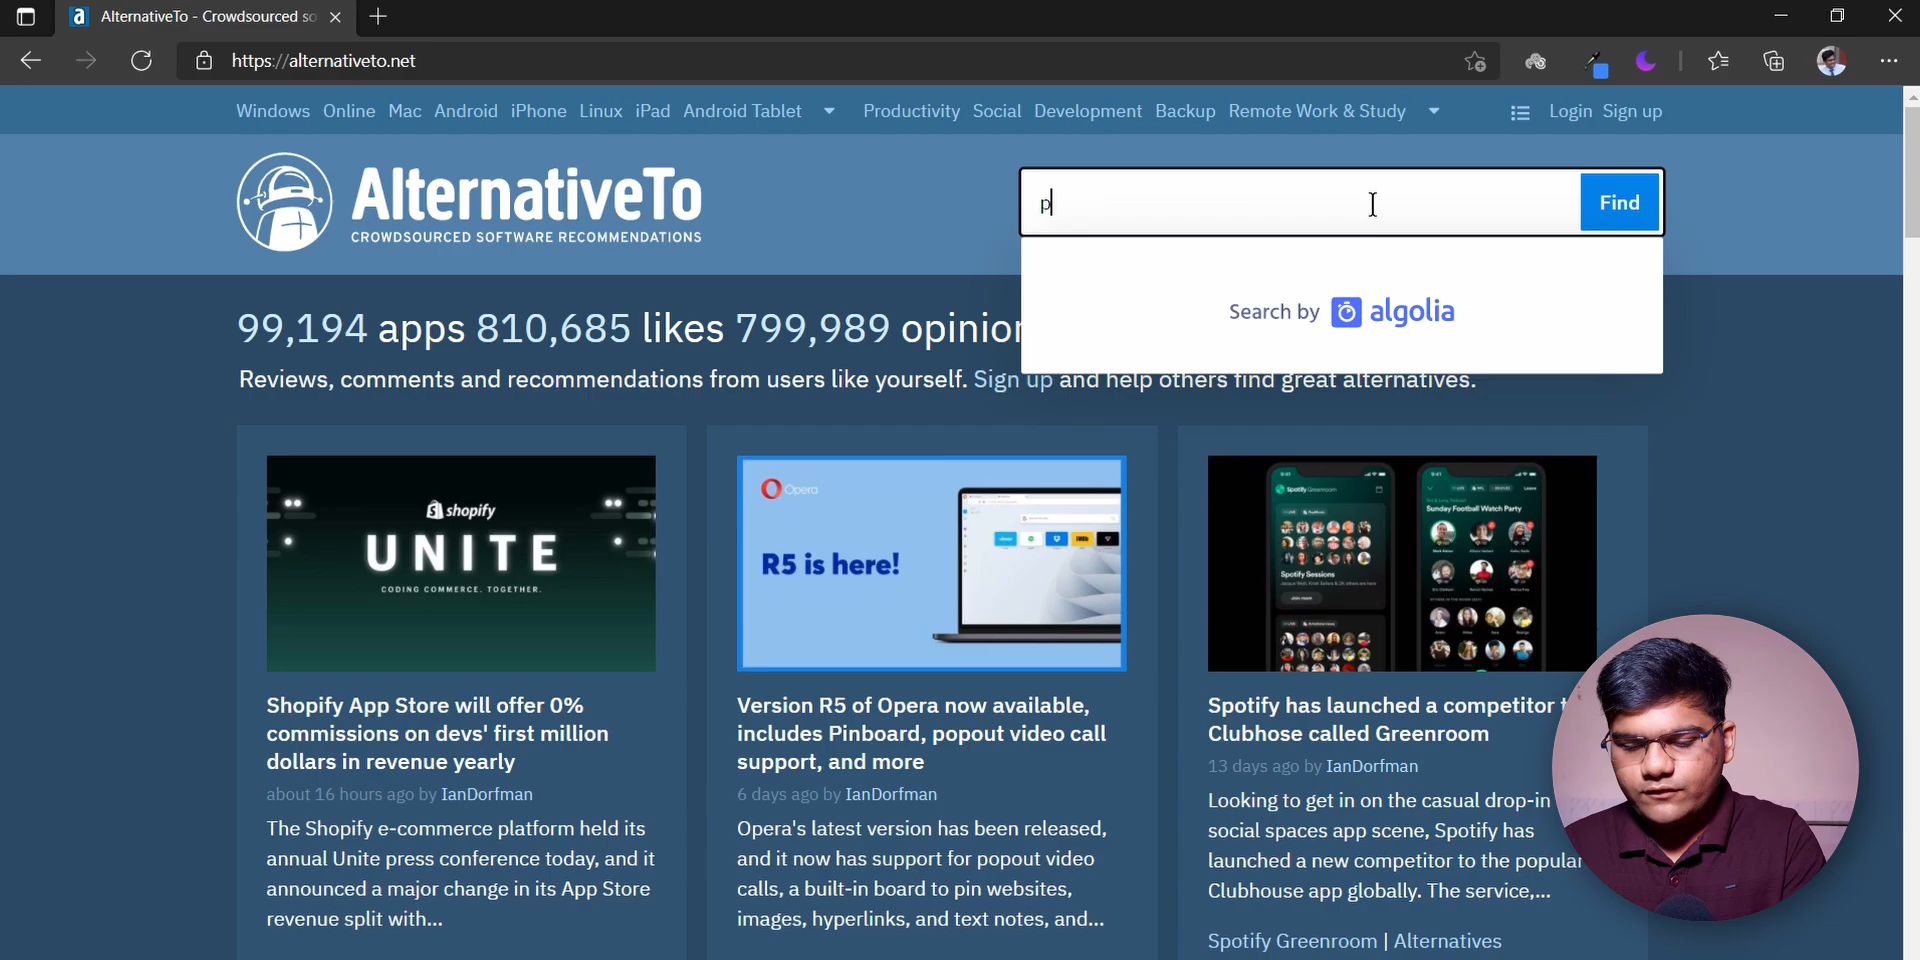 AlternativeTo - Crowdsourced so
https://alternativeto.net
Windows Online Mac Android iPhone Linux iPad Android Tablet Productivity Social Development Backup Remote Work & Study Login Sign up
AlternativeTo
CROWDSOURCED SOFTWARE RECOMMENDATIONS
p
Find
Search by algolia
99,194 apps 810,685 likes 799,989 opinion
Reviews, comments and recommendations from users like yourself. Sign up and help others find great alternatives.
shopify
UNITE
CODING COMMERCE. TOGETHER.
Opera
R5 is here!
Spotify Greenroom
Spotify Sessions
Sunday Football Watch Party
Shopify App Store will offer 0%
commissions on devs' first million
dollars in revenue yearly
about 16 hours ago by IanDorfman
The Shopify e-commerce platform held its
annual Unite press conference today, and it
announced a major change in its App Store
revenue split with...
Version R5 of Opera now available,
includes Pinboard, popout video call
support, and more
6 days ago by IanDorfman
Opera's latest version has been released,
and it now has support for popout video
calls, a built-in board to pin websites,
images, hyperlinks, and text notes, and...
Spotify has launched a competitor t
Clubhose called Greenroom
13 days ago by IanDorfman
Looking to get in on the casual drop-in
social spaces app scene, Spotify has
launched a new competitor to the popular
Clubhouse app globally. The service,...
Spotify Greenroom | Alternatives